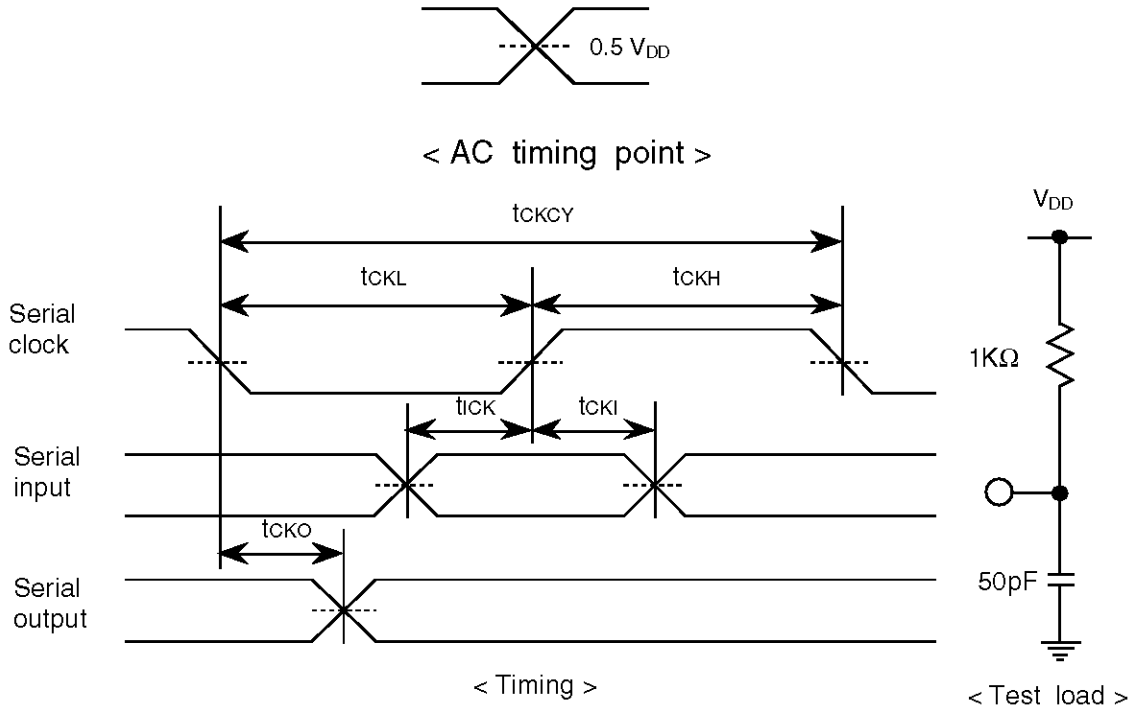 0.5 VDD
< AC timing point >
tCKCY
VDD
tCKL
tCKH
Serial
clock
1KΩ
tICK
tCKI
Serial
input
tCKO
Serial
output
50pF
< Timing >
< Test load >